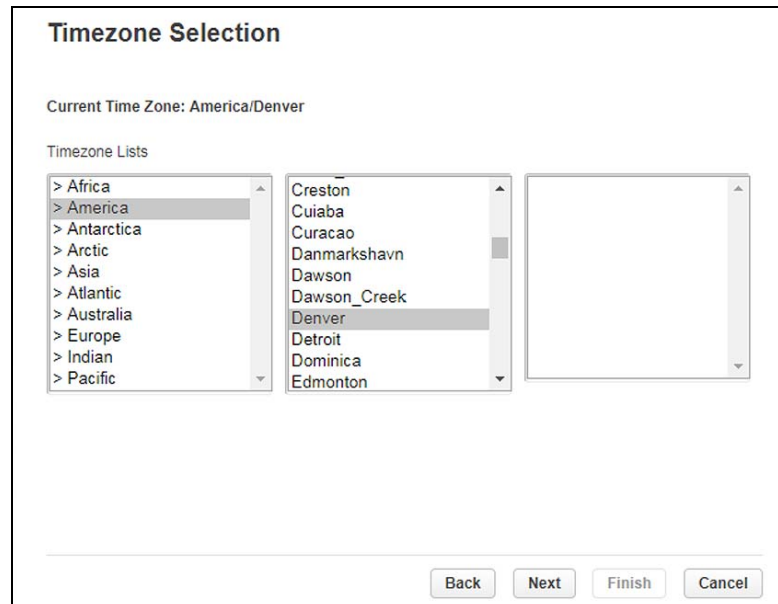 Timezone Selection
Current Time Zone: America/Denver
Timezone Lists
> Africa
> America
> Antarctica
> Arctic
> Asia
> Atlantic
> Australia
> Europe
> Indian
> Pacific
Creston
Cuiaba
Curacao
Danmarkshavn
Dawson
Dawson_Creek
Denver
Detroit
Dominica
Edmonton
Back Next Finish Cancel